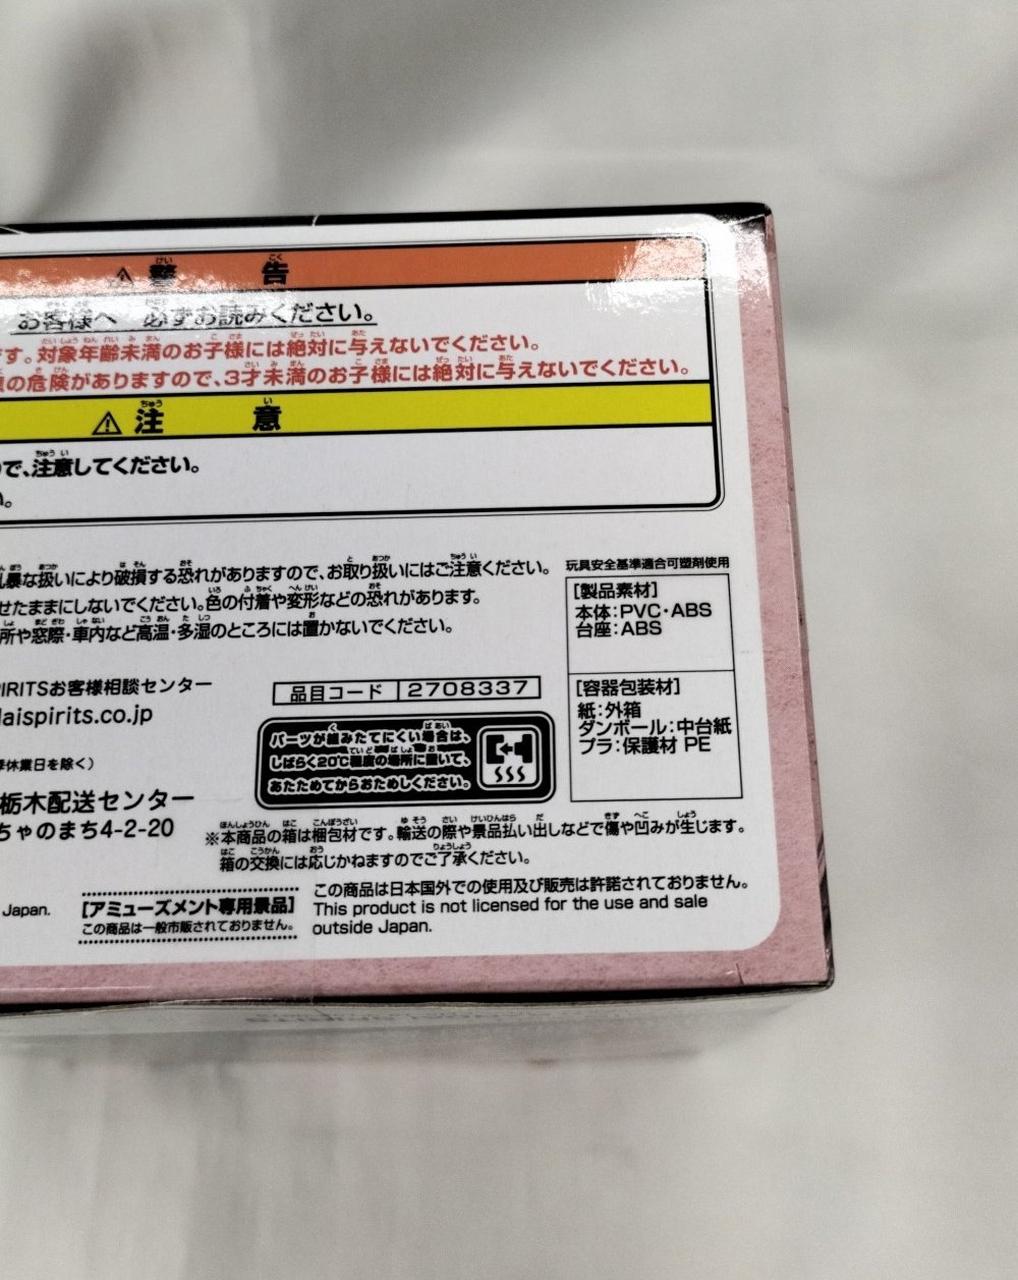 ⚠警告
お客様へ 必ずお読みください。
す。対象年齢未満のお子様には絶対に与えないでください。
の危険がありますので、3才未満のお子様には絶対に与えないでください。
⚠注意
で、注意してください。
い。
暴な扱いにより破損する恐れがありますので、お取り扱いにはご注意ください。
せたままにしないでください。色の付着や変形などの恐れがあります。
所や窓際・車内など高温・多湿のところには置かないでください。
玩具安全基準適合可塑剤使用
[製品素材]
本体:PVC・ABS
台座:ABS
[容器包装材]
紙:外箱
ダンボール:中台紙
プラ:保護材 PE
PIRITSお客様相談センター
daispirits.co.jp
品目コード 2708337
パーツが組みたてにくい場合は、
しばらく20℃程度の場所に置いて、
あたためてからおためしください。
休業日を除く)
栃木配送センター
ちゃのまち4-2-20
※本商品の箱は梱包材です。輸送の際や景品払い出しなどで傷や凹みが生じます。
箱の交換には応じかねますのでご了承ください。
Japan.
[アミューズメント専用景品]
この商品は一般市販されておりません。
この商品は日本国外での使用及び販売は許諾されておりません。
This product is not licensed for the use and sale
outside Japan.